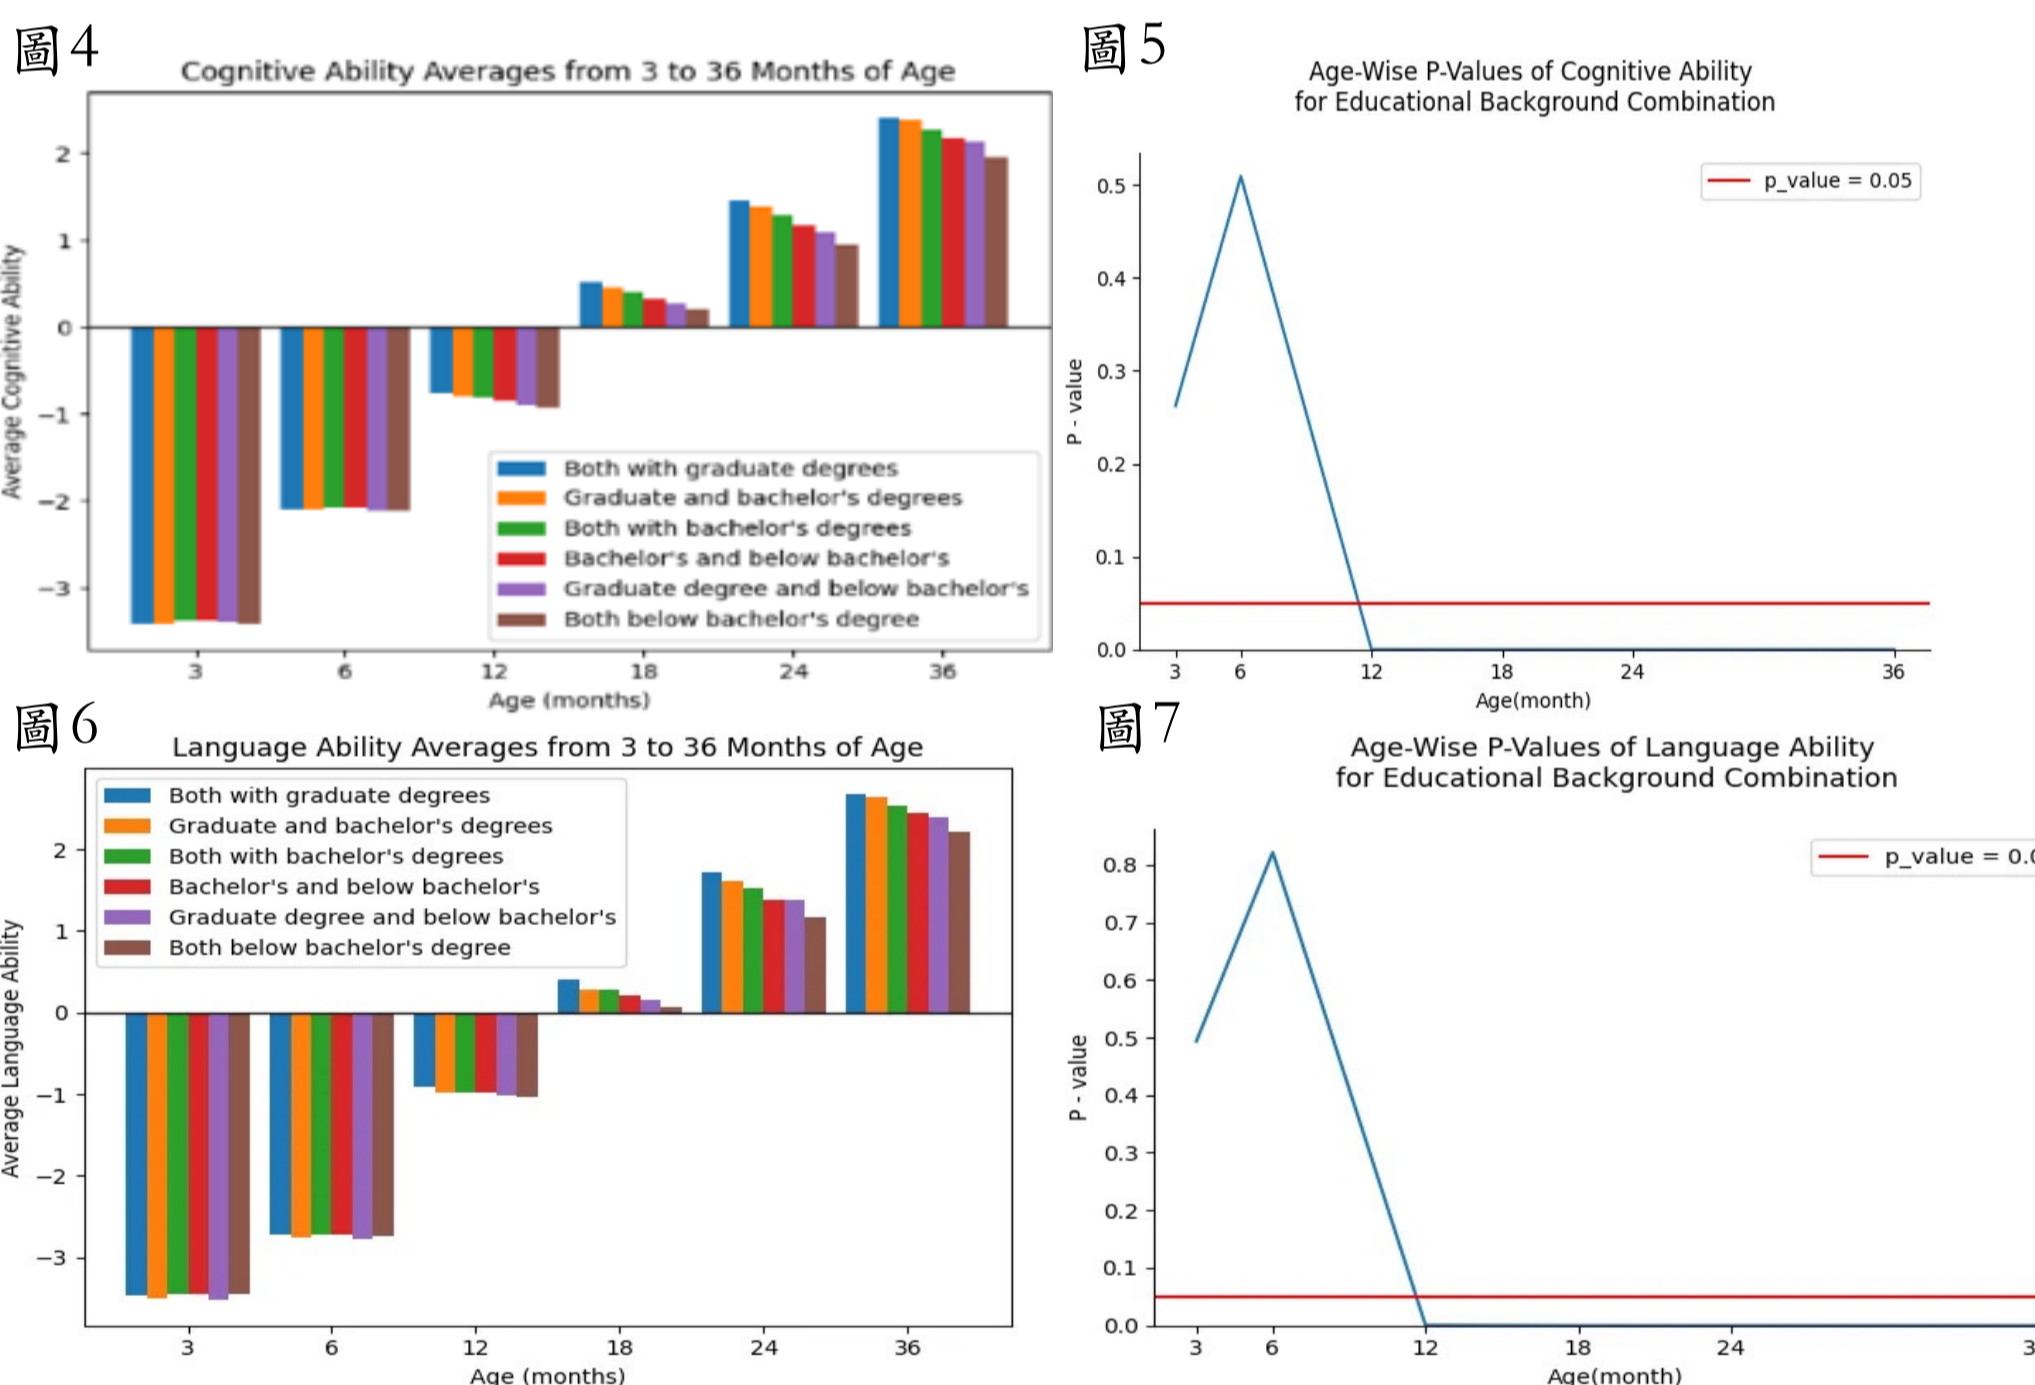 圖4
Cognitive Ability Averages from 3 to 36 Months of Age
Average Cognitive Ability
2
1
0
−1
−2
−3
Both with graduate degrees
Graduate and bachelor's degrees
Both with bachelor's degrees
Bachelor's and below bachelor's
Graduate degree and below bachelor's
Both below bachelor's degree
3 6 12 18 24 36
Age (months)
圖5
Age-Wise P-Values of Cognitive Ability
for Educational Background Combination
p_value = 0.05
P - value
0.5
0.4
0.3
0.2
0.1
0.0
3 6 12 18 24 36
Age(month)
圖6
Language Ability Averages from 3 to 36 Months of Age
Both with graduate degrees
Graduate and bachelor's degrees
Both with bachelor's degrees
Bachelor's and below bachelor's
Graduate degree and below bachelor's
Both below bachelor's degree
Average Language Ability
2
1
0
−1
−2
−3
3 6 12 18 24 36
Age (months)
圖7
Age-Wise P-Values of Language Ability
for Educational Background Combination
p_value = 0.0
P - value
0.8
0.7
0.6
0.5
0.4
0.3
0.2
0.1
0.0
3 6 12 18 24 3
Age(month)